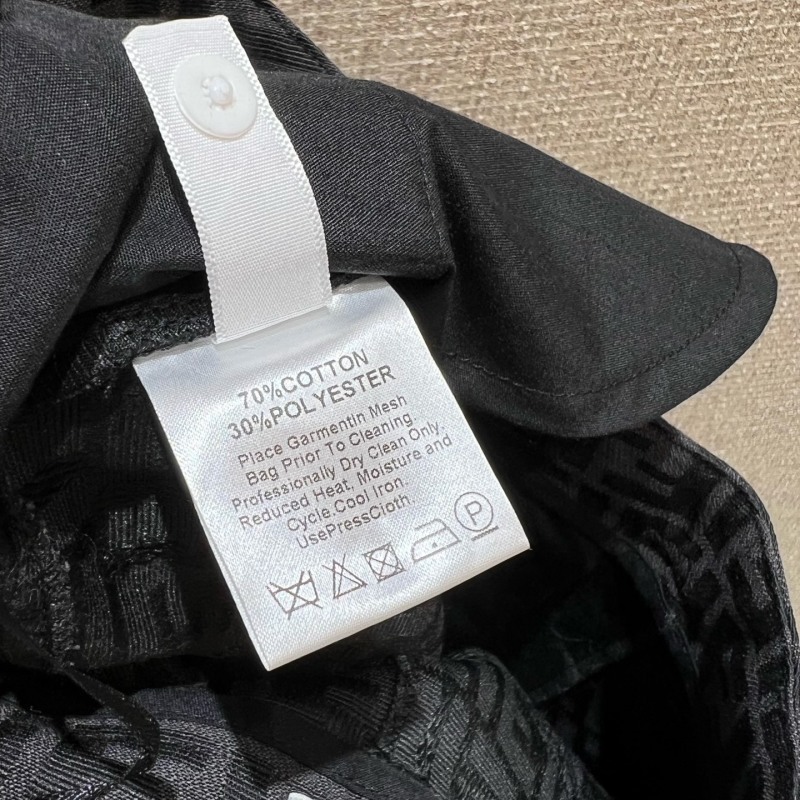 70%COTTON
30%POLYESTER
Place Garmentin Mesh
Bag Prior To Cleaning.
Professionally Dry Clean Only.
Reduced Heat, Moisture and
Cycle.Cool Iron.
UsePressCloth.
P